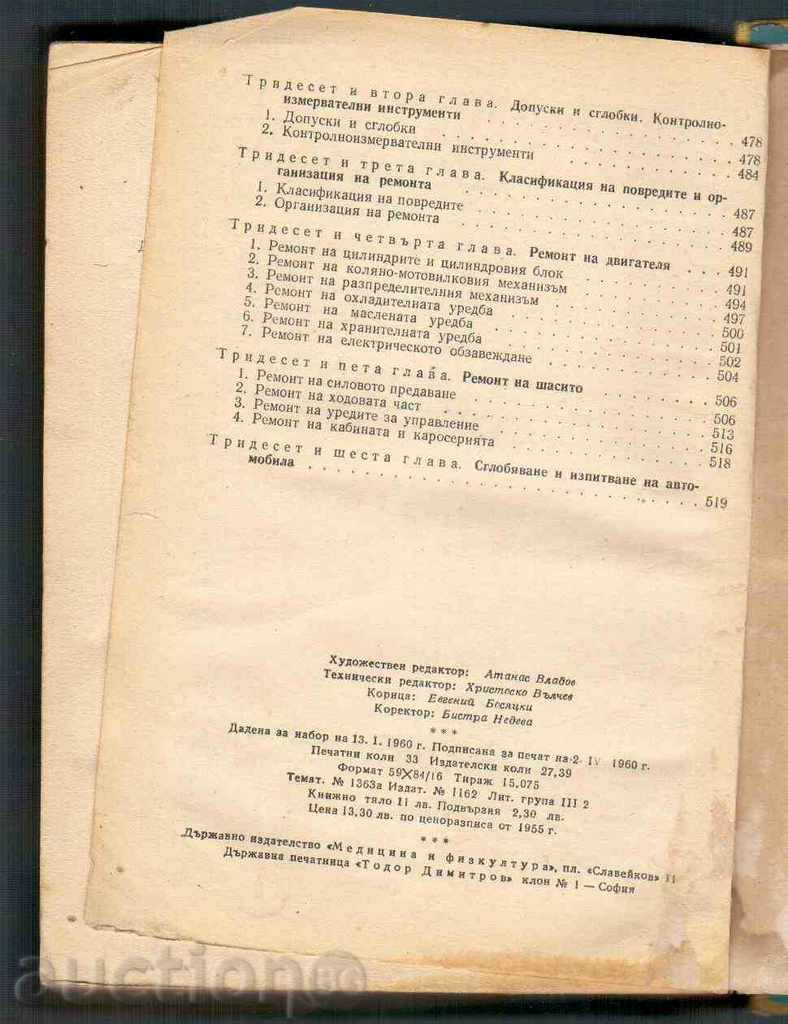 Тридесет и втора глава. Допуски и сглобки. Контролно-
измервателни инструменти . . . . . . . . . . 478
1. Допуски и сглобки . . . . . . . . . . 478
2. Контролноизмервателни инструменти . . . . . . . 484
Тридесет и трета глава. Класификация на повредите и ор-
ганизация на ремонта . . . . . . . . . . 487
1. Класификация на повредите . . . . . . . . . . 487
2. Организация на ремонта . . . . . . . . . . 489
Тридесет и четвърта глава. Ремонт на двигателя . . . 491
1. Ремонт на цилиндрите и цилиндровия блок . . . . . . 491
2. Ремонт на коляно-мотовилковия механизъм . . . . . . 494
3. Ремонт на разпределителния механизъм . . . . . . 497
4. Ремонт на охладителната уредба . . . . . . . . 500
5. Ремонт на маслената уредба . . . . . . . . 501
6. Ремонт на хранителната уредба . . . . . . . . 502
7. Ремонт на електрическото обзавеждане . . . . . . 504
Тридесет и пета глава. Ремонт на шасито . . . . . . 506
1. Ремонт на силовото предаване . . . . . . . . 506
2. Ремонт на ходовата част . . . . . . . . 513
3. Ремонт на уредите за управление . . . . . . . . 516
4. Ремонт на кабината и каросерията . . . . . . . . 518
Тридесет и шеста глава. Сглобяване и изпитване на авто-
мобила . . . . . . . . . . 519
Художествен редактор: Атанас Владов
Технически редактор: Христоско Вълчев
Корица: Евгений Босяцки
Коректор: Бистра Недева
* * *
Дадена за набор на 13. I. 1960 г. Подписана за печат на 2. IV 1960 г.
Печатни коли 33 Издателски коли 27,39
Формат 59×84/16 Тираж 15.075
Темат. № 1363а Издат. № 1162 Лит. група III 2
Книжно тяло 11 лв. Подвързия 2,30 лв.
Цена 13,30 лв. по ценоразпис от 1955 г.
* * *
Държавно издателство «Медицина и физкултура», пл. «Славейков» 11
Държавна печатница «Тодор Димитров» клон № 1 — София
auction.BG